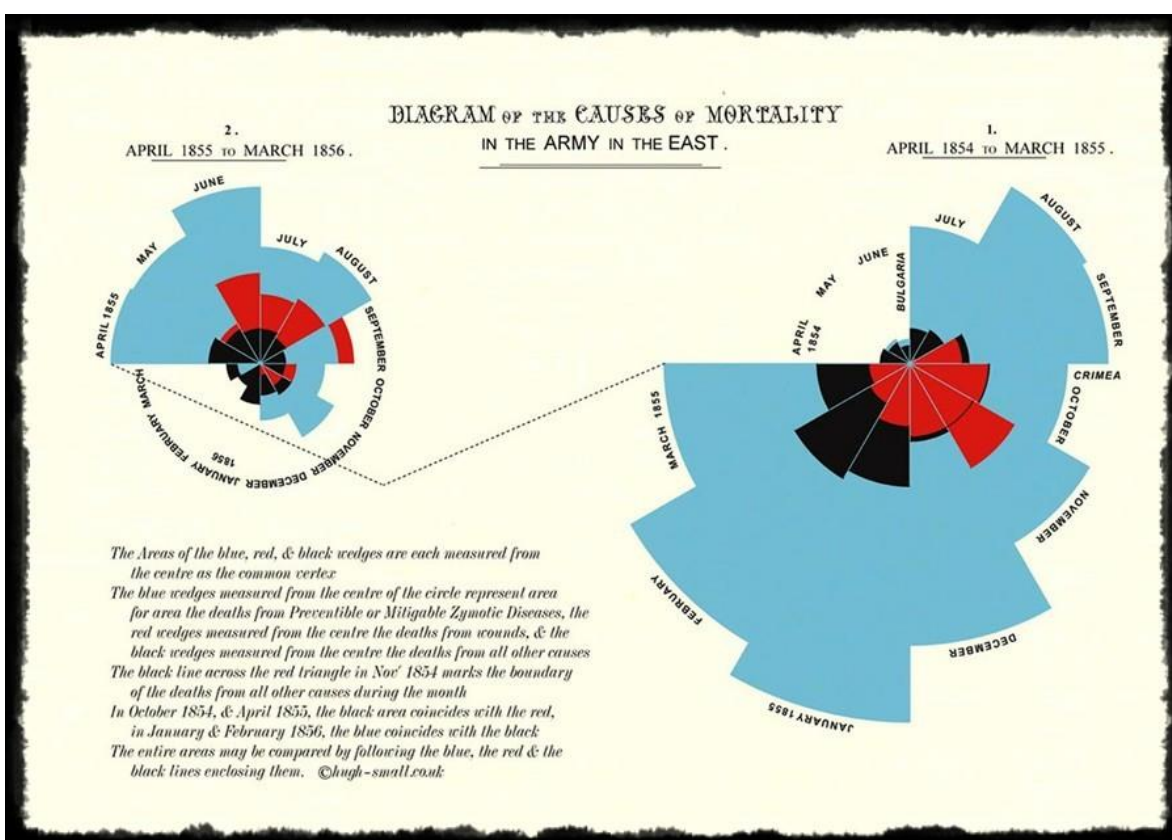 DIAGRAM OF THE CAUSES OF MORTALITY
IN THE ARMY IN THE EAST.
2.
APRIL 1855 TO MARCH 1856.
1.
APRIL 1854 TO MARCH 1855.
APRIL 1855
MAY
JUNE
JULY
AUGUST
SEPTEMBER
OCTOBER
NOVEMBER
DECEMBER
JANUARY
1856
FEBRUARY
MARCH
APRIL
1854
MAY
JUNE
BULGARIA
JULY
AUGUST
SEPTEMBER
CRIMEA
OCTOBER
NOVEMBER
DECEMBER
JANUARY 1855
FEBRUARY
MARCH 1855
The Areas of the blue, red, & black wedges are each measured from
the centre as the common vertex
The blue wedges measured from the centre of the circle represent area
for area the deaths from Preventible or Mitigable Zymotic Diseases, the
red wedges measured from the centre the deaths from wounds, & the
black wedges measured from the centre the deaths from all other causes
The black line across the red triangle in Nov' 1854 marks the boundary
of the deaths from all other causes during the month
In October 1854, & April 1855, the black area coincides with the red,
in January & February 1856, the blue coincides with the black
The entire areas may be compared by following the blue, the red & the
black lines enclosing them. ©hugh-small.co.uk